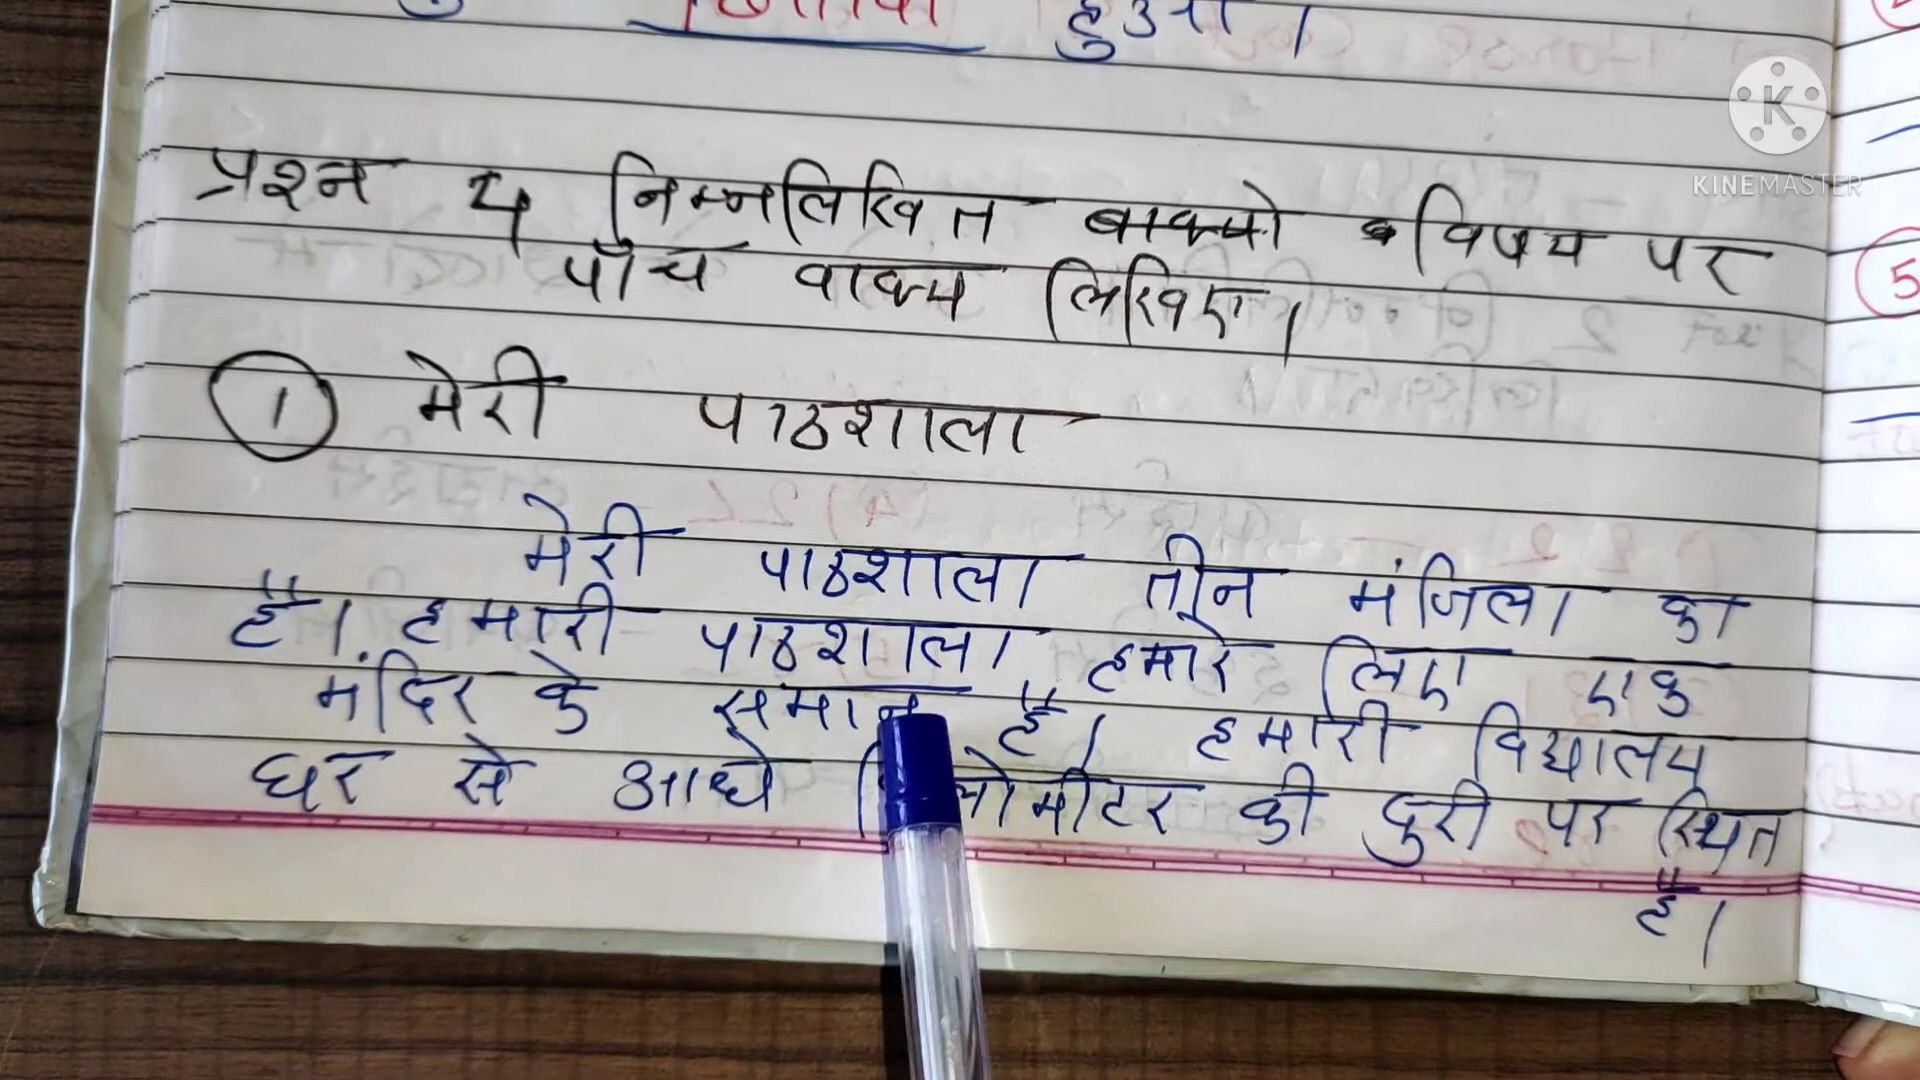 हुआ।
प्रश्न 4 निम्नलिखित वाक्यो विषय पर
पाँच वाक्य लिखिए।
1 मेरी पाठशाला
मेरी पाठशाला तीन मंजिला का
है। हमारी पाठशाला हमारे लिए एक
मंदिर के समान है। हमारी विद्यालय
घर से आधे की दुरी पर स्थित
है।
K
KINEMASTER
5